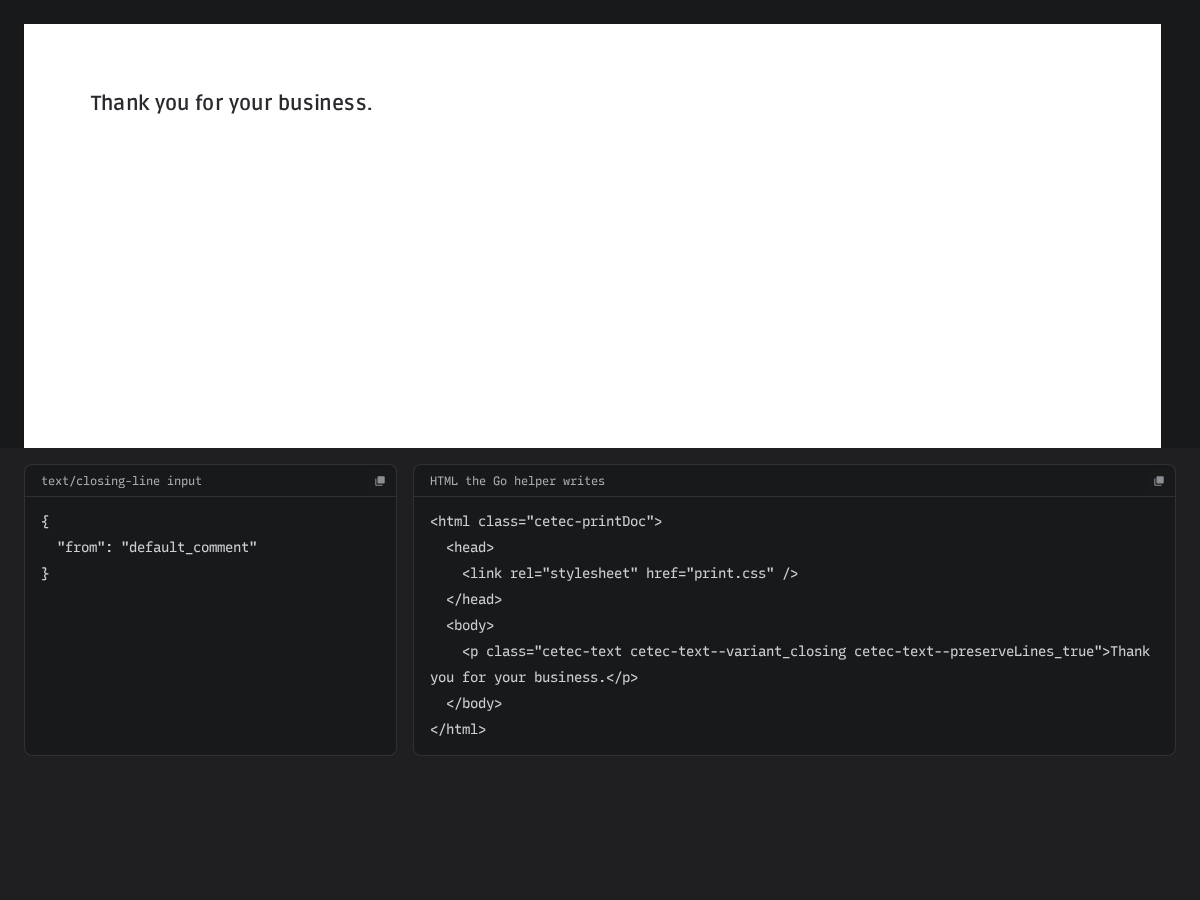 Thank you for your business.
text/closing-line input
{
  "from": "default_comment"
}
HTML the Go helper writes
<html class="cetec-printDoc">
  <head>
    <link rel="stylesheet" href="print.css" />
  </head>
  <body>
    <p class="cetec-text cetec-text--variant_closing cetec-text--preserveLines_true">Thank
you for your business.</p>
  </body>
</html>